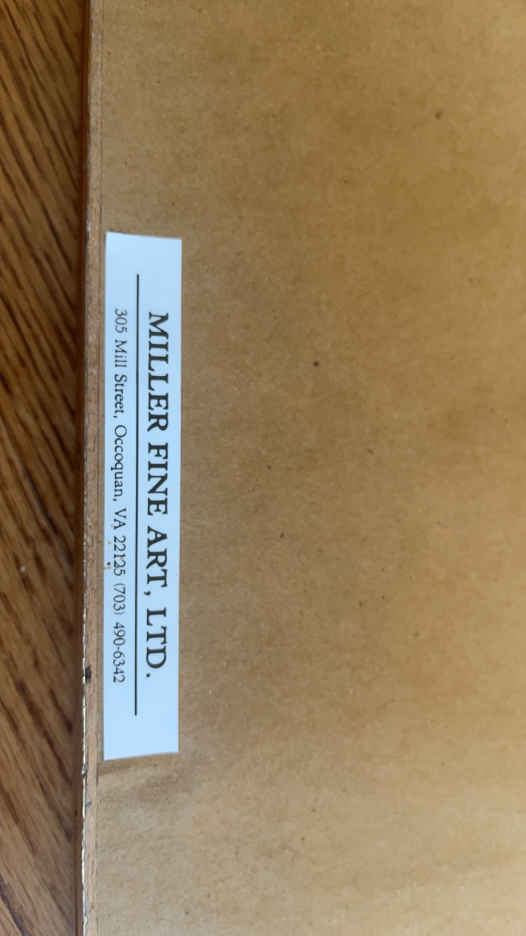 MILLER FINE ART, LTD.
305 Mill Street, Occoquan, VA 22125 (703) 490-6342